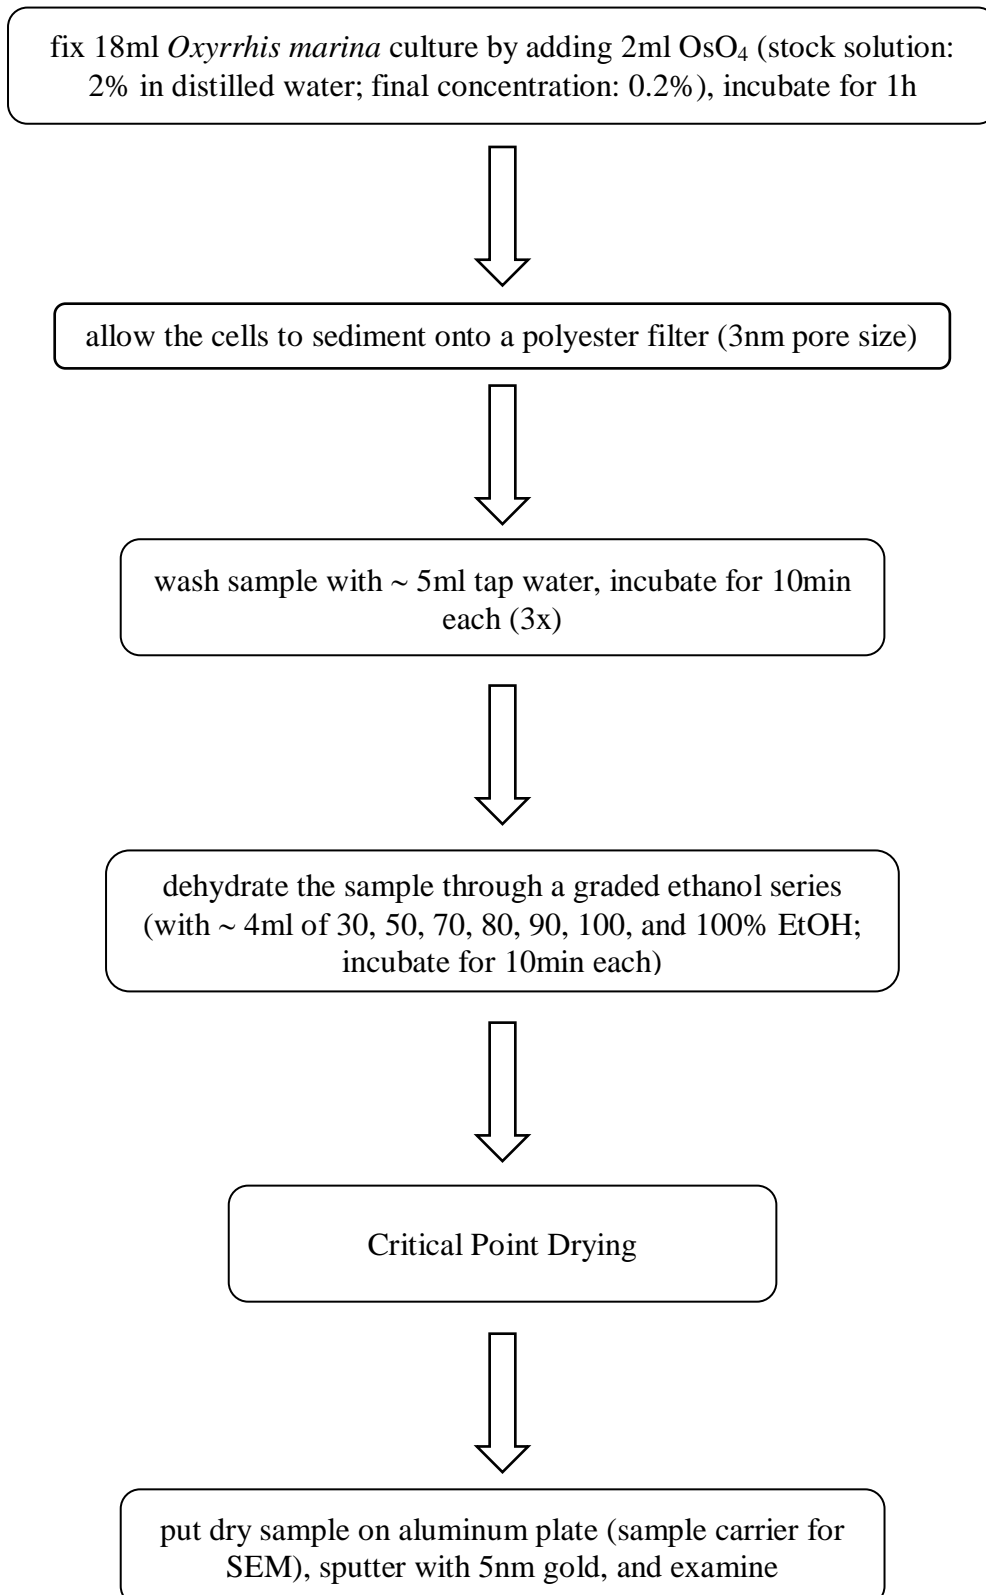 fix 18ml Oxyrrhis marina culture by adding 2ml OsO₄ (stock solution:
2% in distilled water; final concentration: 0.2%), incubate for 1h
allow the cells to sediment onto a polyester filter (3nm pore size)
wash sample with ~ 5ml tap water, incubate for 10min
each (3x)
dehydrate the sample through a graded ethanol series
(with ~ 4ml of 30, 50, 70, 80, 90, 100, and 100% EtOH;
incubate for 10min each)
Critical Point Drying
put dry sample on aluminum plate (sample carrier for
SEM), sputter with 5nm gold, and examine